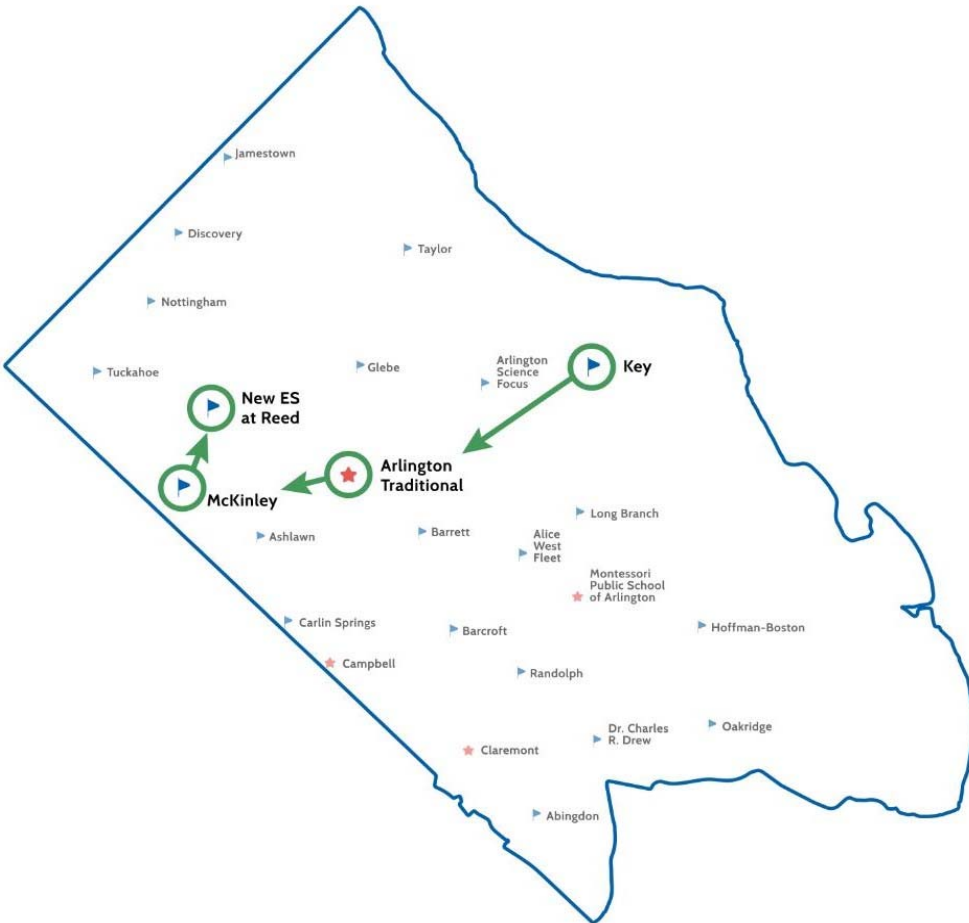 Jamestown
Discovery
Taylor
Nottingham
Arlington
Science
Focus
Key
Glebe
Tuckahoe
New ES
at Reed
Arlington
Traditional
McKinley
Long Branch
Barrett
Ashlawn
Alice
West
Fleet
Montessori
Public School
of Arlington
Carlin Springs
Barcroft
Hoffman-Boston
Campbell
Randolph
Dr. Charles
R. Drew
Oakridge
Claremont
Abingdon